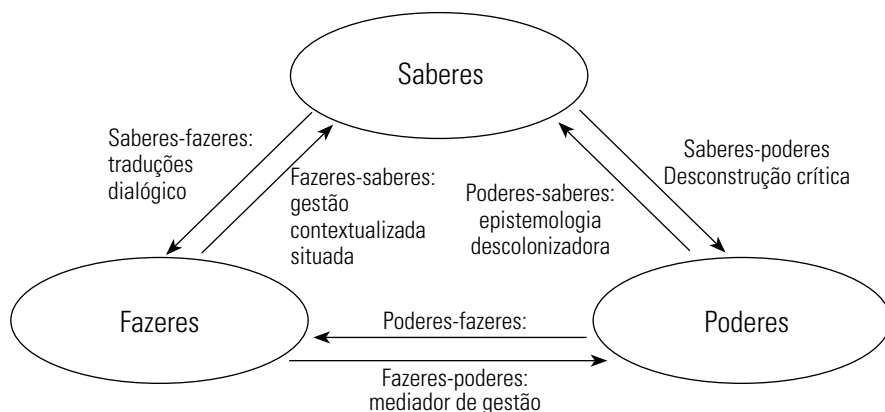 Saberes
Saberes-fazeres:
traduções
dialógico
Fazeres-saberes:
gestão
contextualizada
situada
Poderes-saberes:
epistemologia
descolonizadora
Saberes-poderes
Desconstrução crítica
Fazeres
Poderes-fazeres:
Poderes
Fazeres-poderes:
mediador de gestão